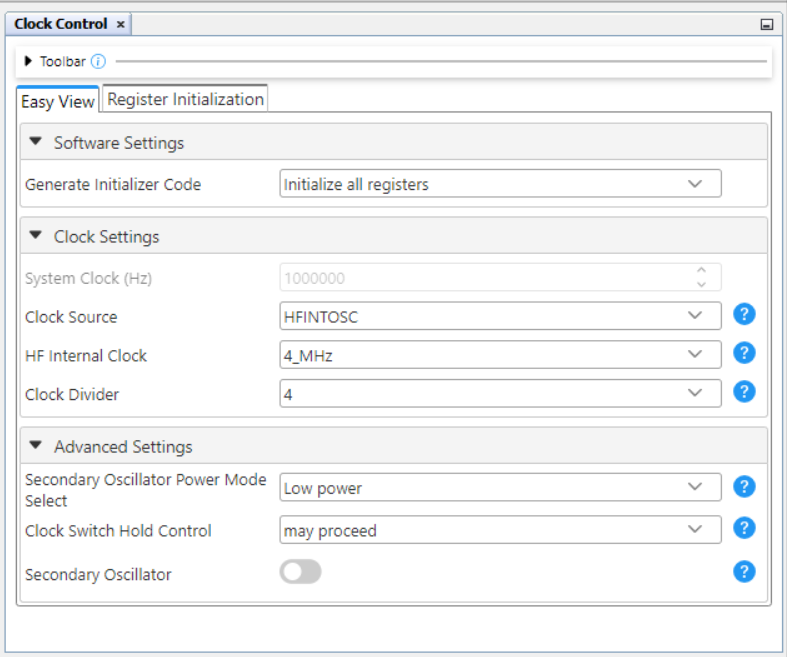 Clock Control ×
Toolbar
Easy View
Register Initialization
Software Settings
Generate Initializer Code
Initialize all registers
Clock Settings
System Clock (Hz)
1000000
Clock Source
HFINTOSC
?
HF Internal Clock
4_MHz
?
Clock Divider
4
?
Advanced Settings
Secondary Oscillator Power Mode
Select
Low power
?
Clock Switch Hold Control
may proceed
?
Secondary Oscillator
?